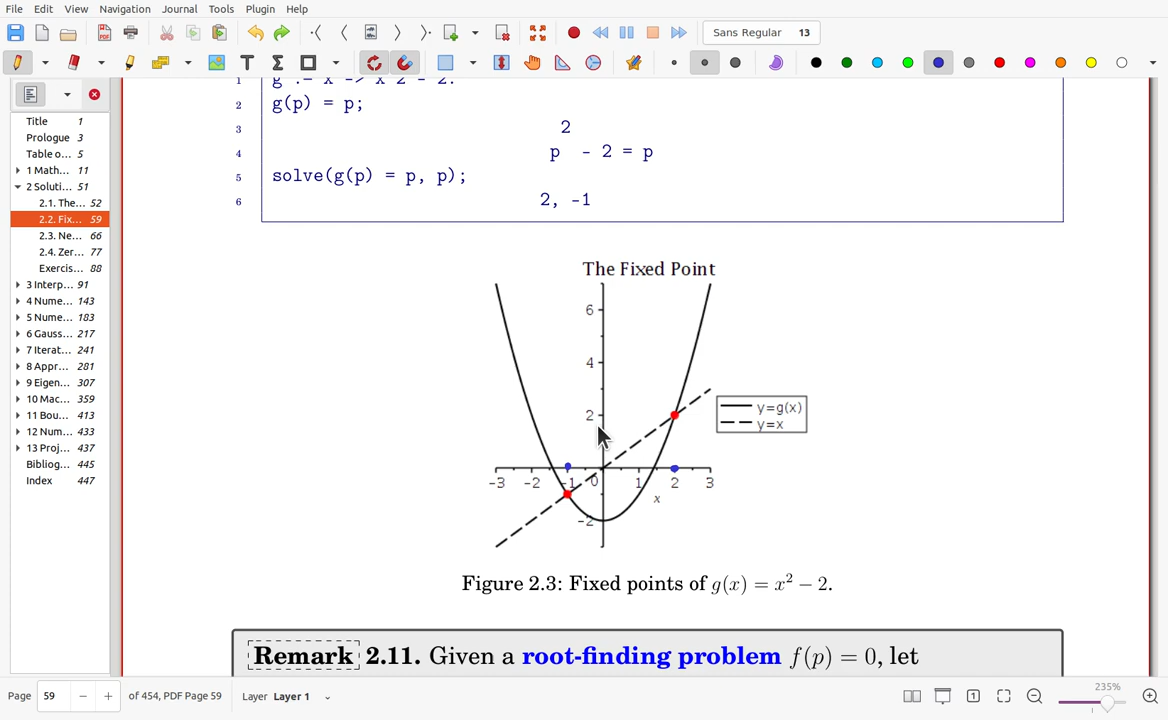 File Edit View Navigation Journal Tools Plugin Help
Sans Regular 13
Title 1
Prologue 3
Table o... 5
1 Math... 11
2 Soluti... 51
2.1. The... 52
2.2. Fix... 59
2.3. Ne... 66
2.4. Zer... 77
Exercis... 88
3 Interp... 91
4 Nume... 143
5 Nume... 183
6 Gauss... 217
7 Iterat... 241
8 Appr... 281
9 Eigen... 307
10 Mac... 359
11 Bou... 413
12 Num... 433
13 Proj... 437
Bibliog... 445
Index 447
1
2 g(p) = p;
3 2
4 p - 2 = p
5 solve(g(p) = p, p);
6 2, -1
The Fixed Point
6
4
2
y=g(x)
y=x
-3 -2 -1 0 1 2 3
x
-2
Figure 2.3: Fixed points of g(x) = x² − 2.
Remark 2.11. Given a root-finding problem f(p) = 0, let
Page 59 of 454, PDF Page 59 Layer Layer 1 235%